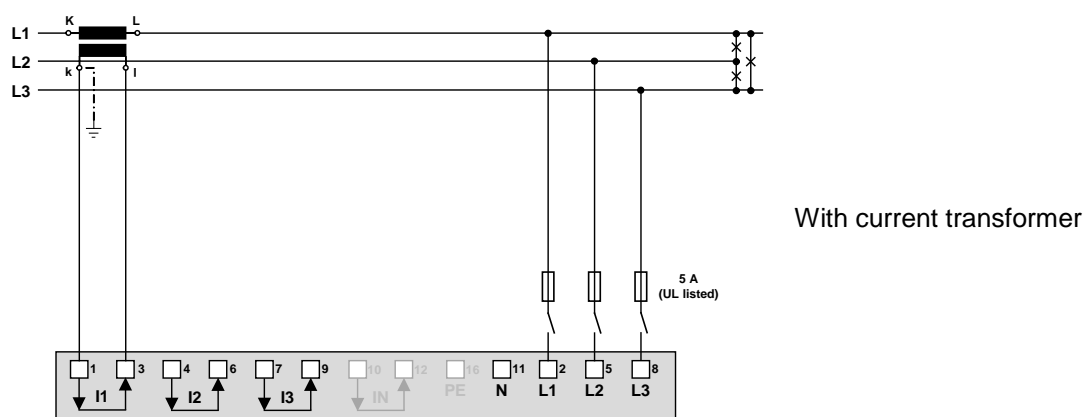 K L
L1
L2
k l
L3
With current transformer
5 A
(UL listed)
1 3 4 6 7 9 10 12 16 11 2 5 8
I1 I2 I3 IN PE N L1 L2 L3